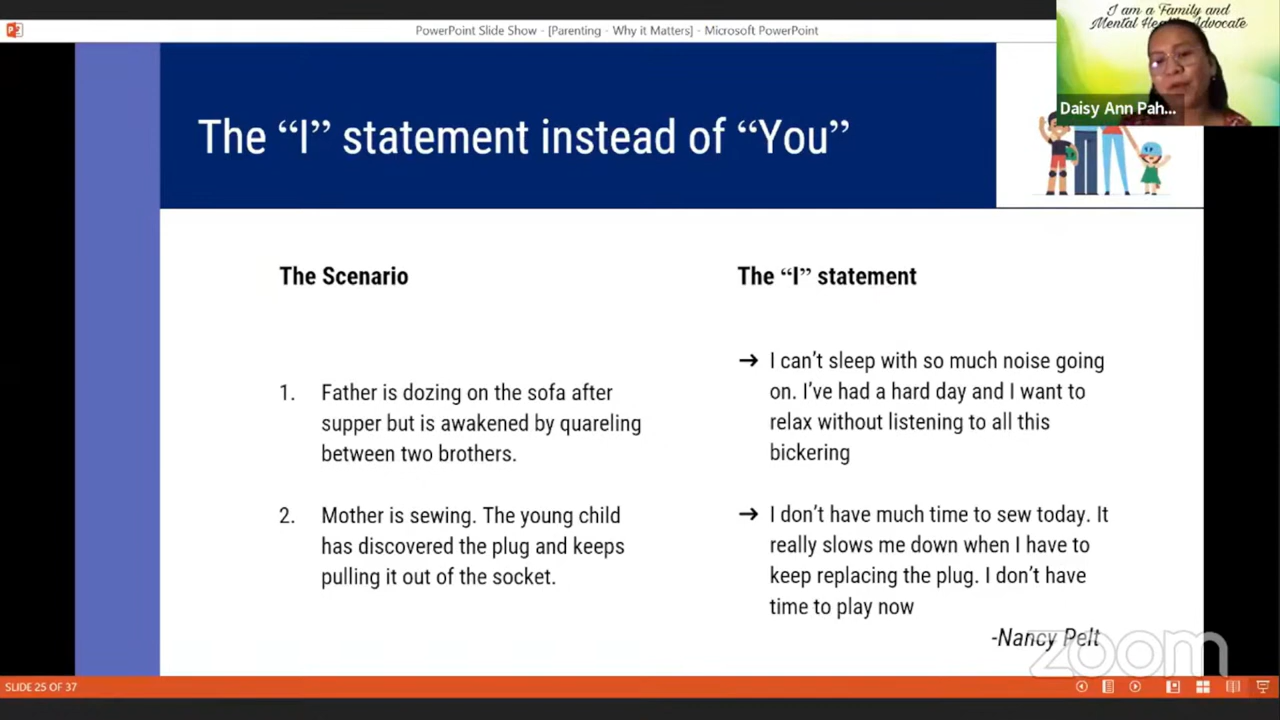 PowerPoint Slide Show - [Parenting - Why it Matters] - Microsoft PowerPoint
I am a Family and
Mental Health Advocate
Daisy Ann Pah...
The “I” statement instead of “You”
The Scenario
1. Father is dozing on the sofa after
supper but is awakened by quareling
between two brothers.
2. Mother is sewing. The young child
has discovered the plug and keeps
pulling it out of the socket.
The “I” statement
➔ I can’t sleep with so much noise going
on. I’ve had a hard day and I want to
relax without listening to all this
bickering
➔ I don’t have much time to sew today. It
really slows me down when I have to
keep replacing the plug. I don’t have
time to play now
-Nancy Pelt
zoom
SLIDE 25 OF 37